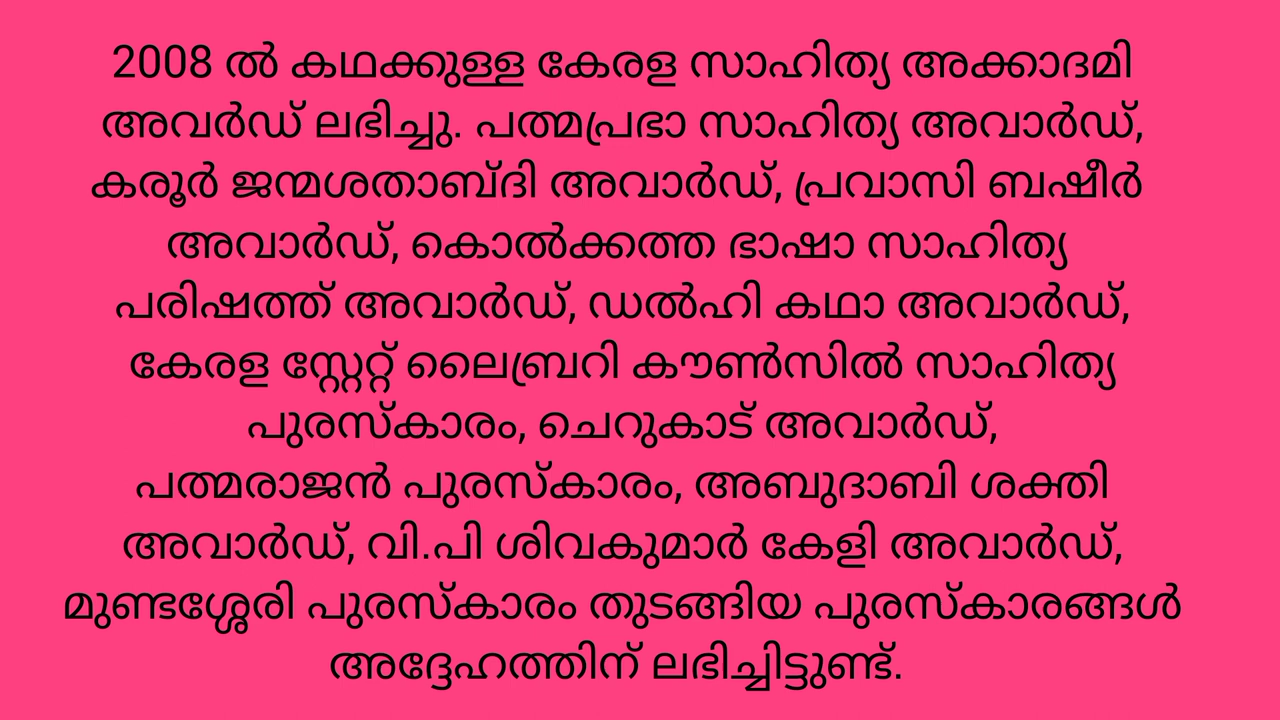 2008 ൽ കഥക്കുള്ള കേരള സാഹിത്യ അക്കാദമി
അവർഡ് ലഭിച്ചു. പത്മപ്രഭാ സാഹിത്യ അവാർഡ്,
കരൂർ ജന്മശതാബ്ദി അവാർഡ്, പ്രവാസി ബഷീർ
അവാർഡ്, കൊൽക്കത്ത ഭാഷാ സാഹിത്യ
പരിഷത്ത് അവാർഡ്, ഡൽഹി കഥാ അവാർഡ്,
കേരള സ്റ്റേറ്റ് ലൈബ്രറി കൗൺസിൽ സാഹിത്യ
പുരസ്കാരം, ചെറുകാട് അവാർഡ്,
പത്മരാജൻ പുരസ്കാരം, അബുദാബി ശക്തി
അവാർഡ്, വി.പി ശിവകുമാർ കേളി അവാർഡ്,
മുണ്ടശ്ശേരി പുരസ്കാരം തുടങ്ങിയ പുരസ്കാരങ്ങൾ
അദ്ദേഹത്തിന് ലഭിച്ചിട്ടുണ്ട്.